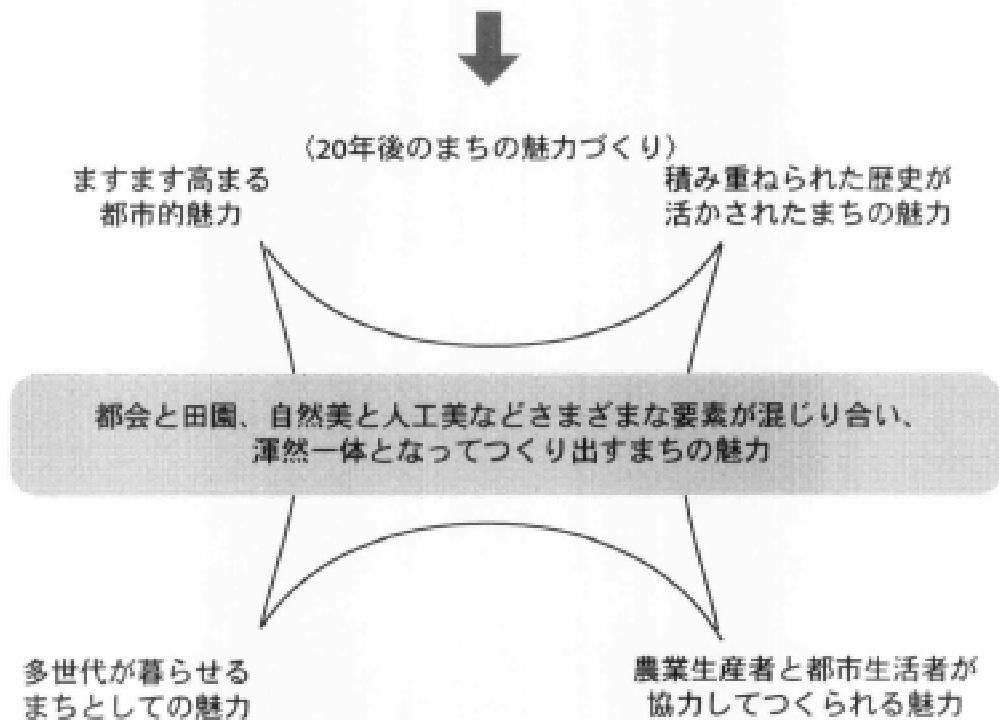 (20年後のまちの魅力づくり)
ますます高まる
都市的魅力
積み重ねられた歴史が
活かされたまちの魅力
都会と田園、自然美と人工美などさまざまな要素が混じり合い、
渾然一体となってつくり出すまちの魅力
多世代が暮らせる
まちとしての魅力
農業生産者と都市生活者が
協力してつくられる魅力